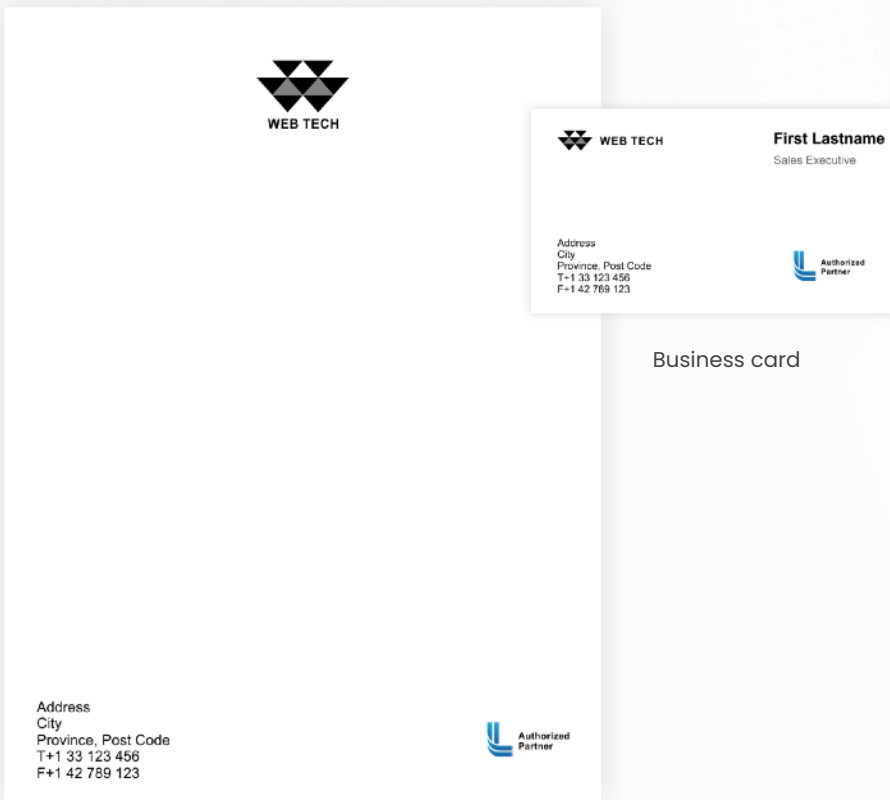 WEB TECH
Address
City
Province, Post Code
T+1 33 123 456
F+1 42 789 123
Authorized
Partner
WEB TECH
First Lastname
Sales Executive
Address
City
Province, Post Code
T+1 33 123 456
F+1 42 789 123
Authorized
Partner
Business card